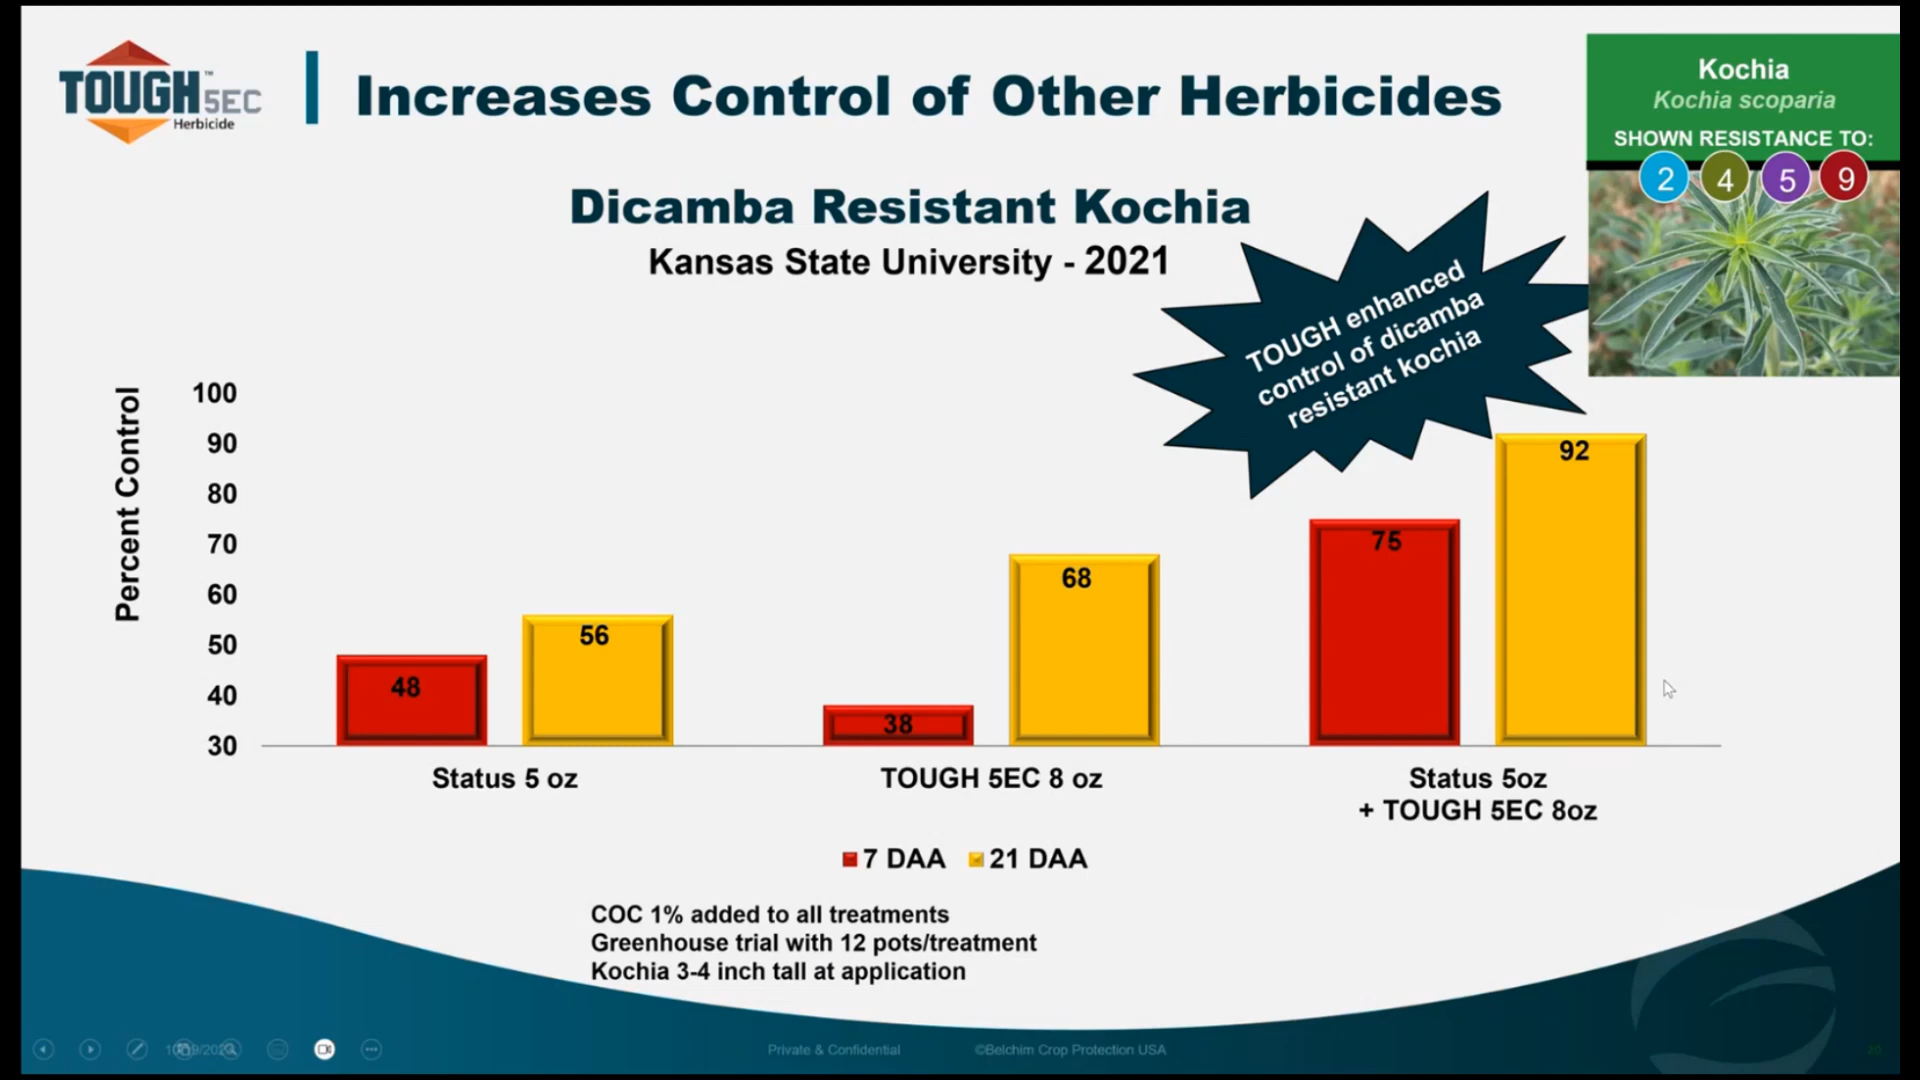 TOUGH™ 5EC
Herbicide
Increases Control of Other Herbicides
Kochia
Kochia scoparia
SHOWN RESISTANCE TO:
2 4 5 9
Dicamba Resistant Kochia
Kansas State University - 2021
TOUGH enhanced
control of dicamba
resistant kochia
Percent Control
100
90
80
70
60
50
40
30
48
56
38
68
75
92
Status 5 oz
TOUGH 5EC 8 oz
Status 5oz
+ TOUGH 5EC 8oz
7 DAA 21 DAA
COC 1% added to all treatments
Greenhouse trial with 12 pots/treatment
Kochia 3-4 inch tall at application
Private & Confidential
©Belchim Crop Protection USA